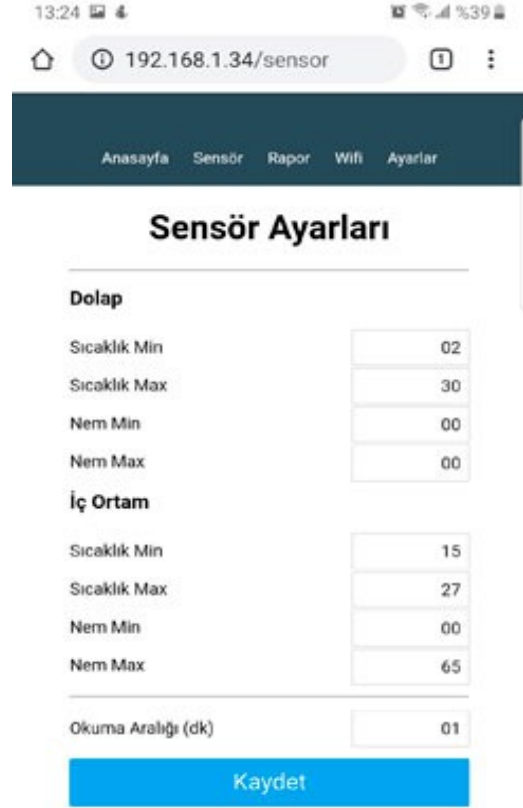 13:24 %39
192.168.1.34/sensor 1
Anasayfa Sensör Rapor Wifi Ayarlar
Sensör Ayarları
Dolap
Sıcaklık Min 02
Sıcaklık Max 30
Nem Min 00
Nem Max 00
İç Ortam
Sıcaklık Min 15
Sıcaklık Max 27
Nem Min 00
Nem Max 65
Okuma Aralığı (dk) 01
Kaydet